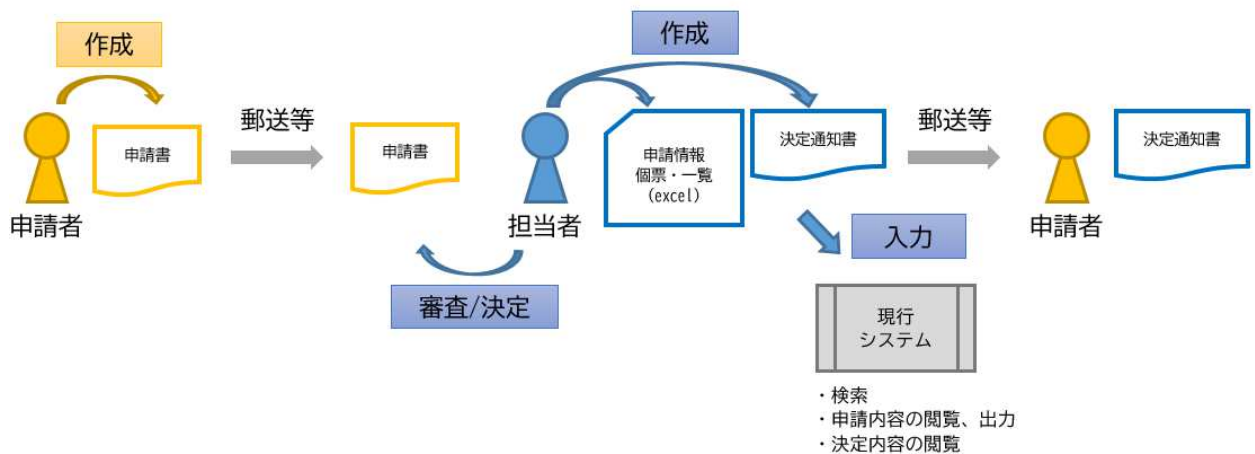 作成
申請者
申請書
郵送等
申請書
審査/決定
担当者
作成
申請情報
個票・一覧
(excel)
決定通知書
入力
現行
システム
・検索
・申請内容の閲覧、出力
・決定内容の閲覧
郵送等
申請者
決定通知書